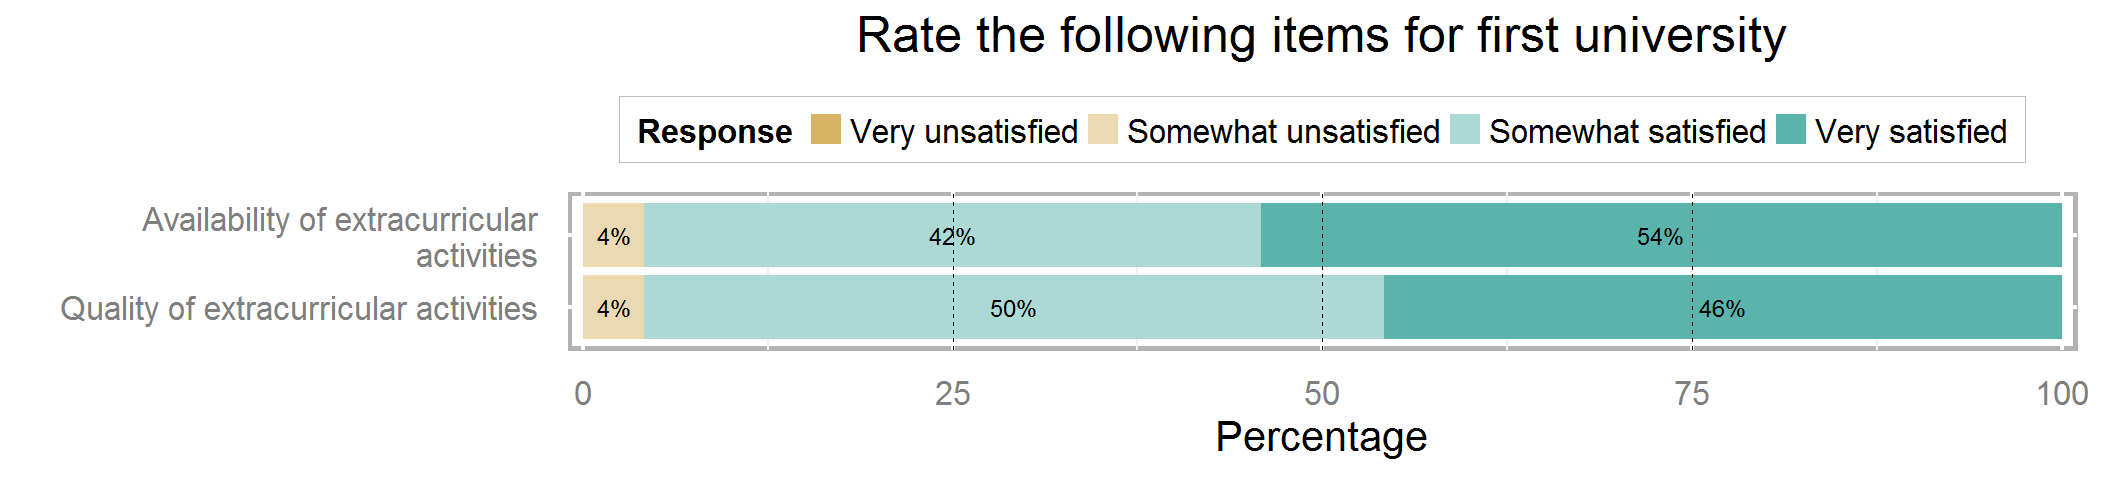 Rate the following items for first university
Response Very unsatisfied Somewhat unsatisfied Somewhat satisfied Very satisfied
Availability of extracurricular
activities
4% 42% 54%
Quality of extracurricular activities
4% 50% 46%
0 25 50 75 100
Percentage